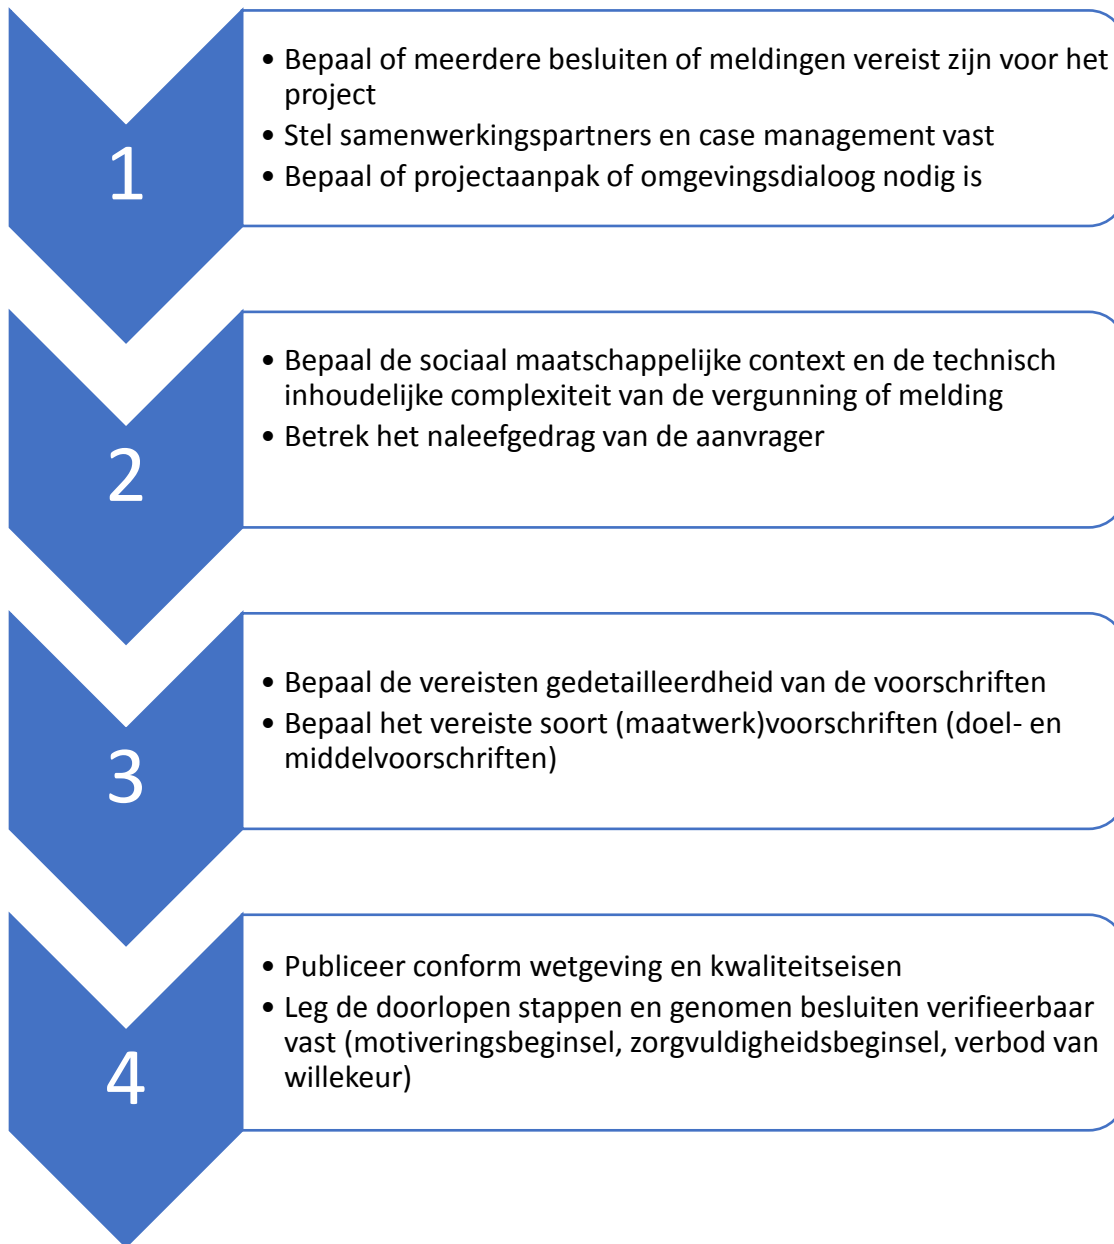 1
• Bepaal of meerdere besluiten of meldingen vereist zijn voor het
project
• Stel samenwerkingspartners en case management vast
• Bepaal of projectaanpak of omgevingsdialoog nodig is
2
• Bepaal de sociaal maatschappelijke context en de technisch
inhoudelijke complexiteit van de vergunning of melding
• Betrek het naleefgedrag van de aanvrager
3
• Bepaal de vereisten gedetailleerdheid van de voorschriften
• Bepaal het vereiste soort (maatwerk)voorschriften (doel- en
middelvoorschriften)
4
• Publiceer conform wetgeving en kwaliteitseisen
• Leg de doorlopen stappen en genomen besluiten verifieerbaar
vast (motiveringsbeginsel, zorgvuldigheidsbeginsel, verbod van
willekeur)